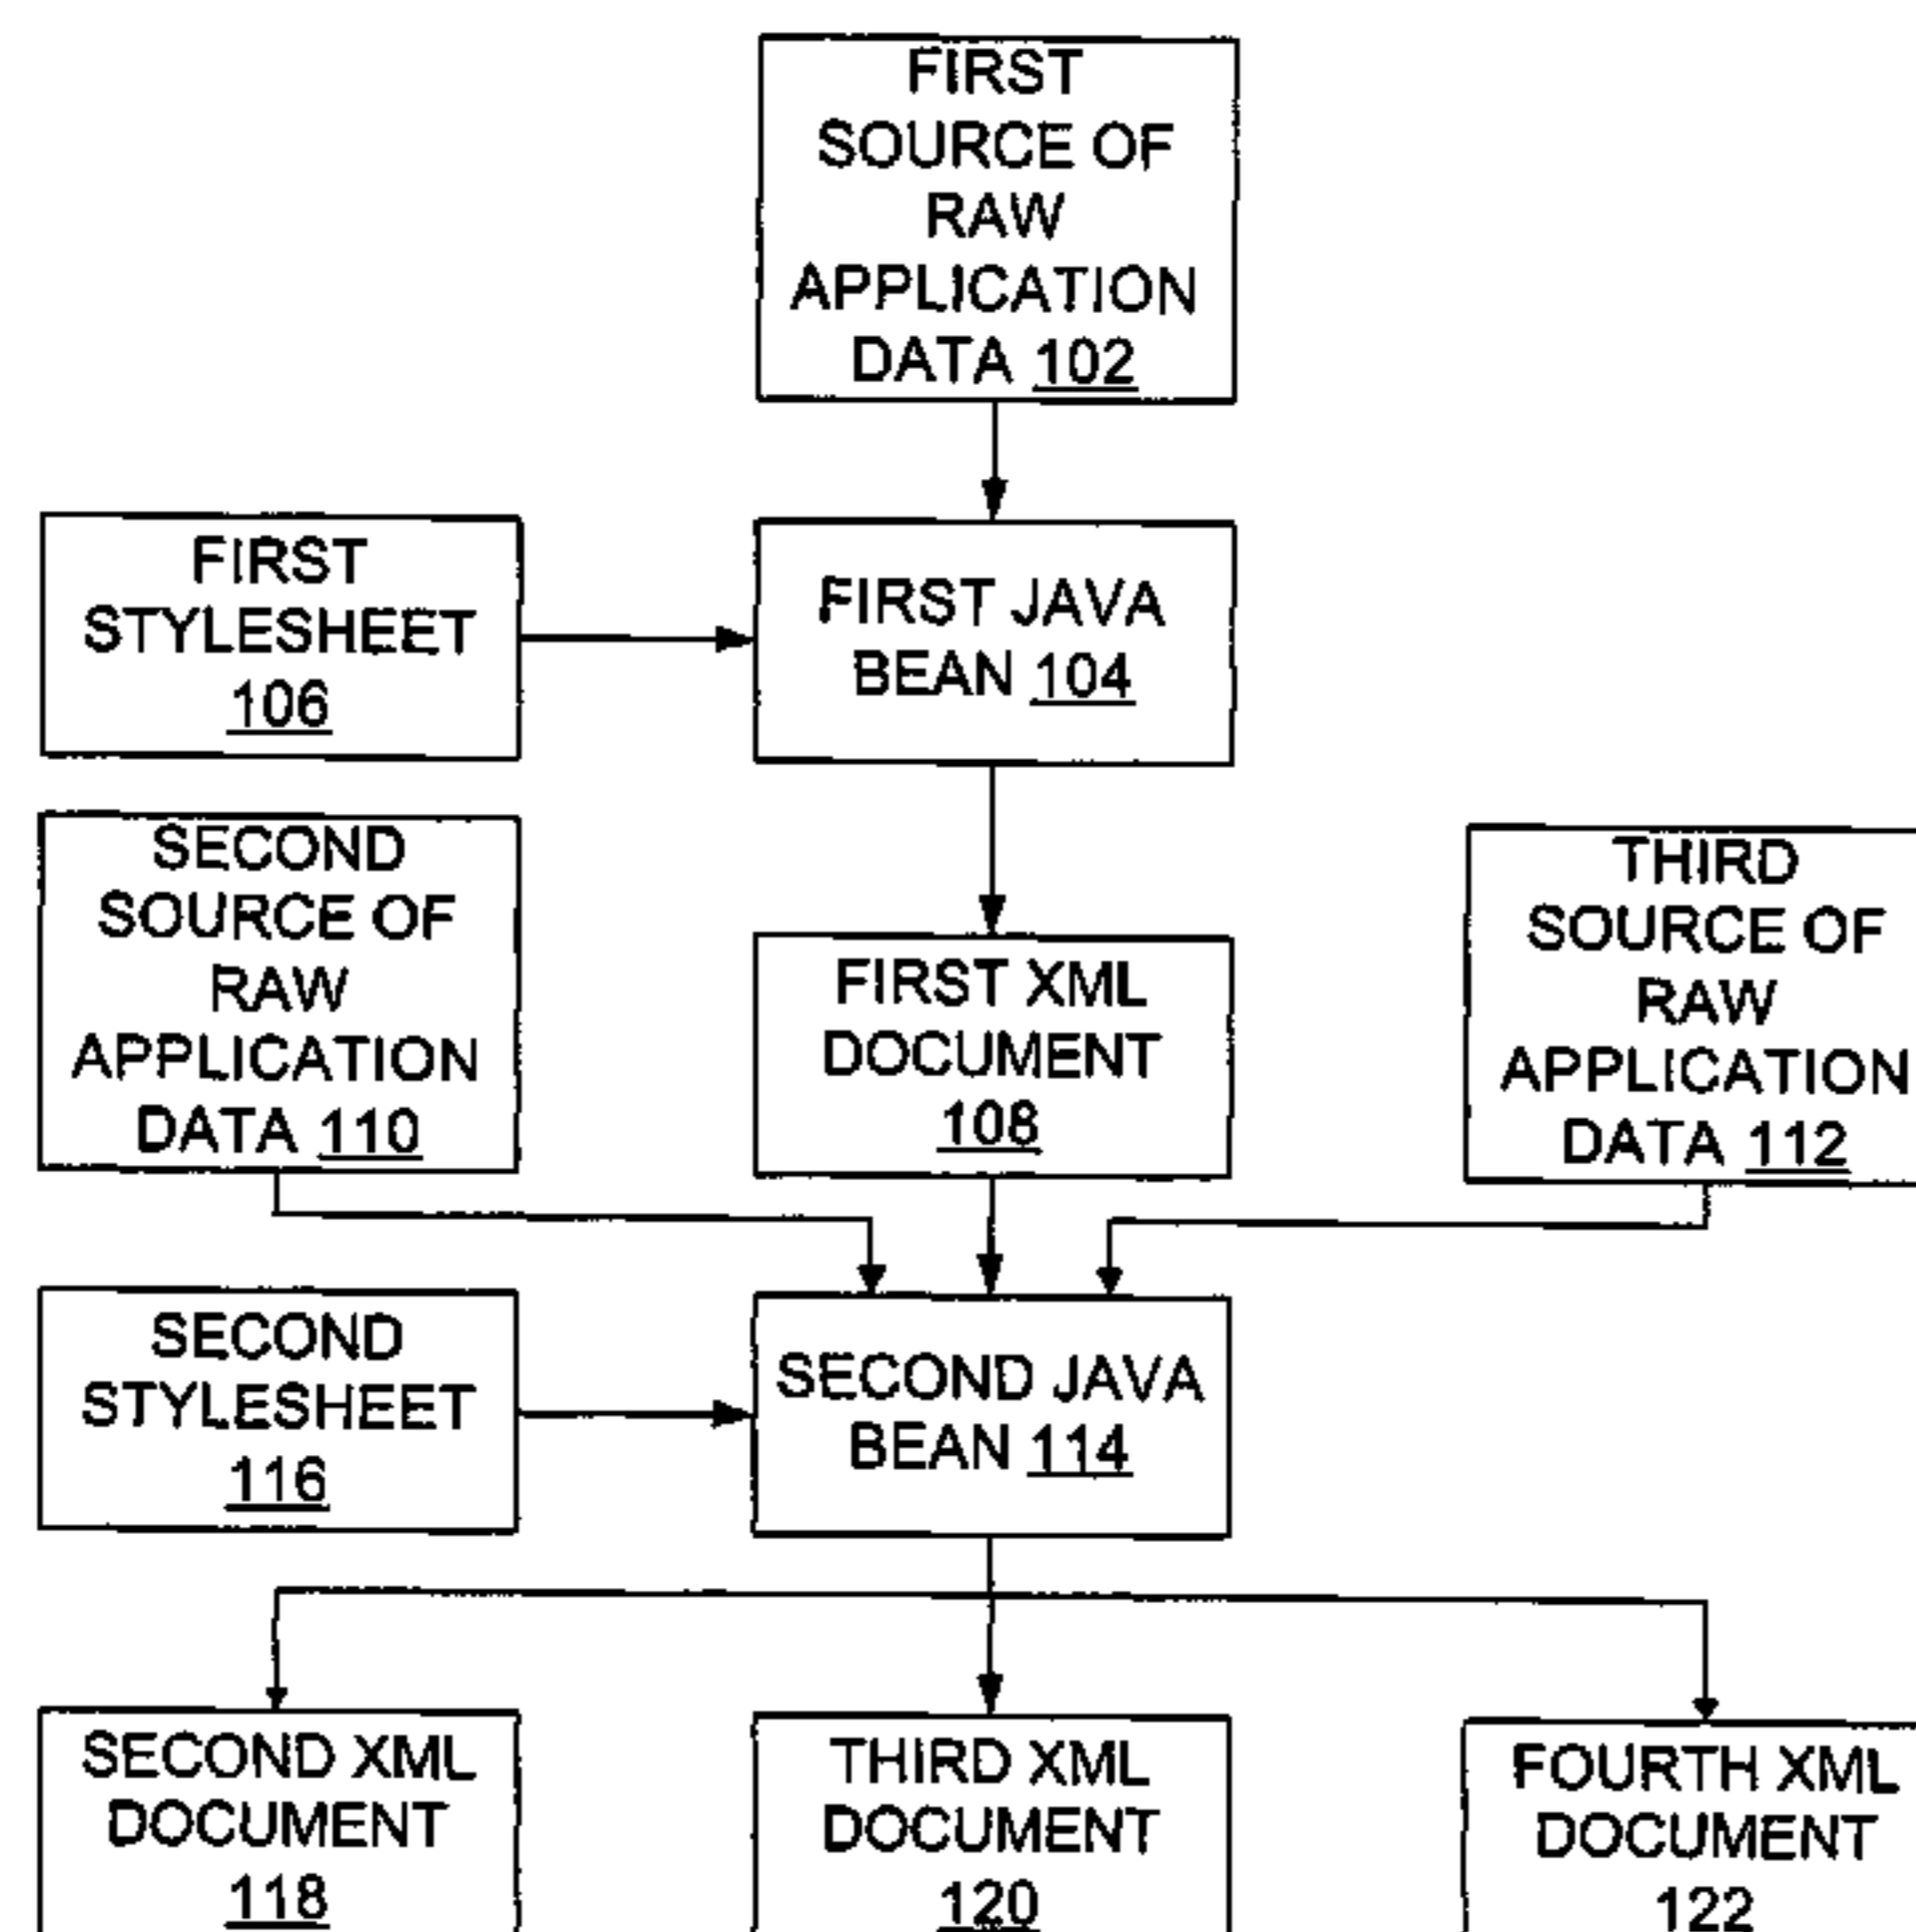 FIRST
SOURCE OF
RAW
APPLICATION
DATA 102
FIRST
STYLESHEET
106
FIRST JAVA
BEAN 104
SECOND
SOURCE OF
RAW
APPLICATION
DATA 110
FIRST XML
DOCUMENT
108
THIRD
SOURCE OF
RAW
APPLICATION
DATA 112
SECOND
STYLESHEET
116
SECOND JAVA
BEAN 114
SECOND XML
DOCUMENT
118
THIRD XML
DOCUMENT
120
FOURTH XML
DOCUMENT
122